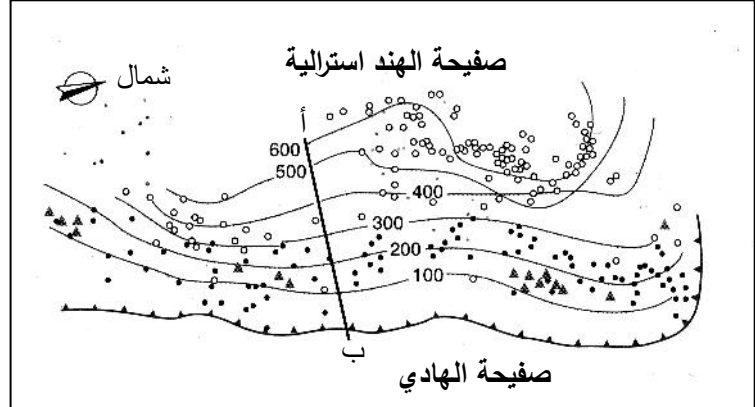 صفيحة الهند استرالية
شمال
أ
600
500
400
300
200
100
ب
صفيحة الهادي